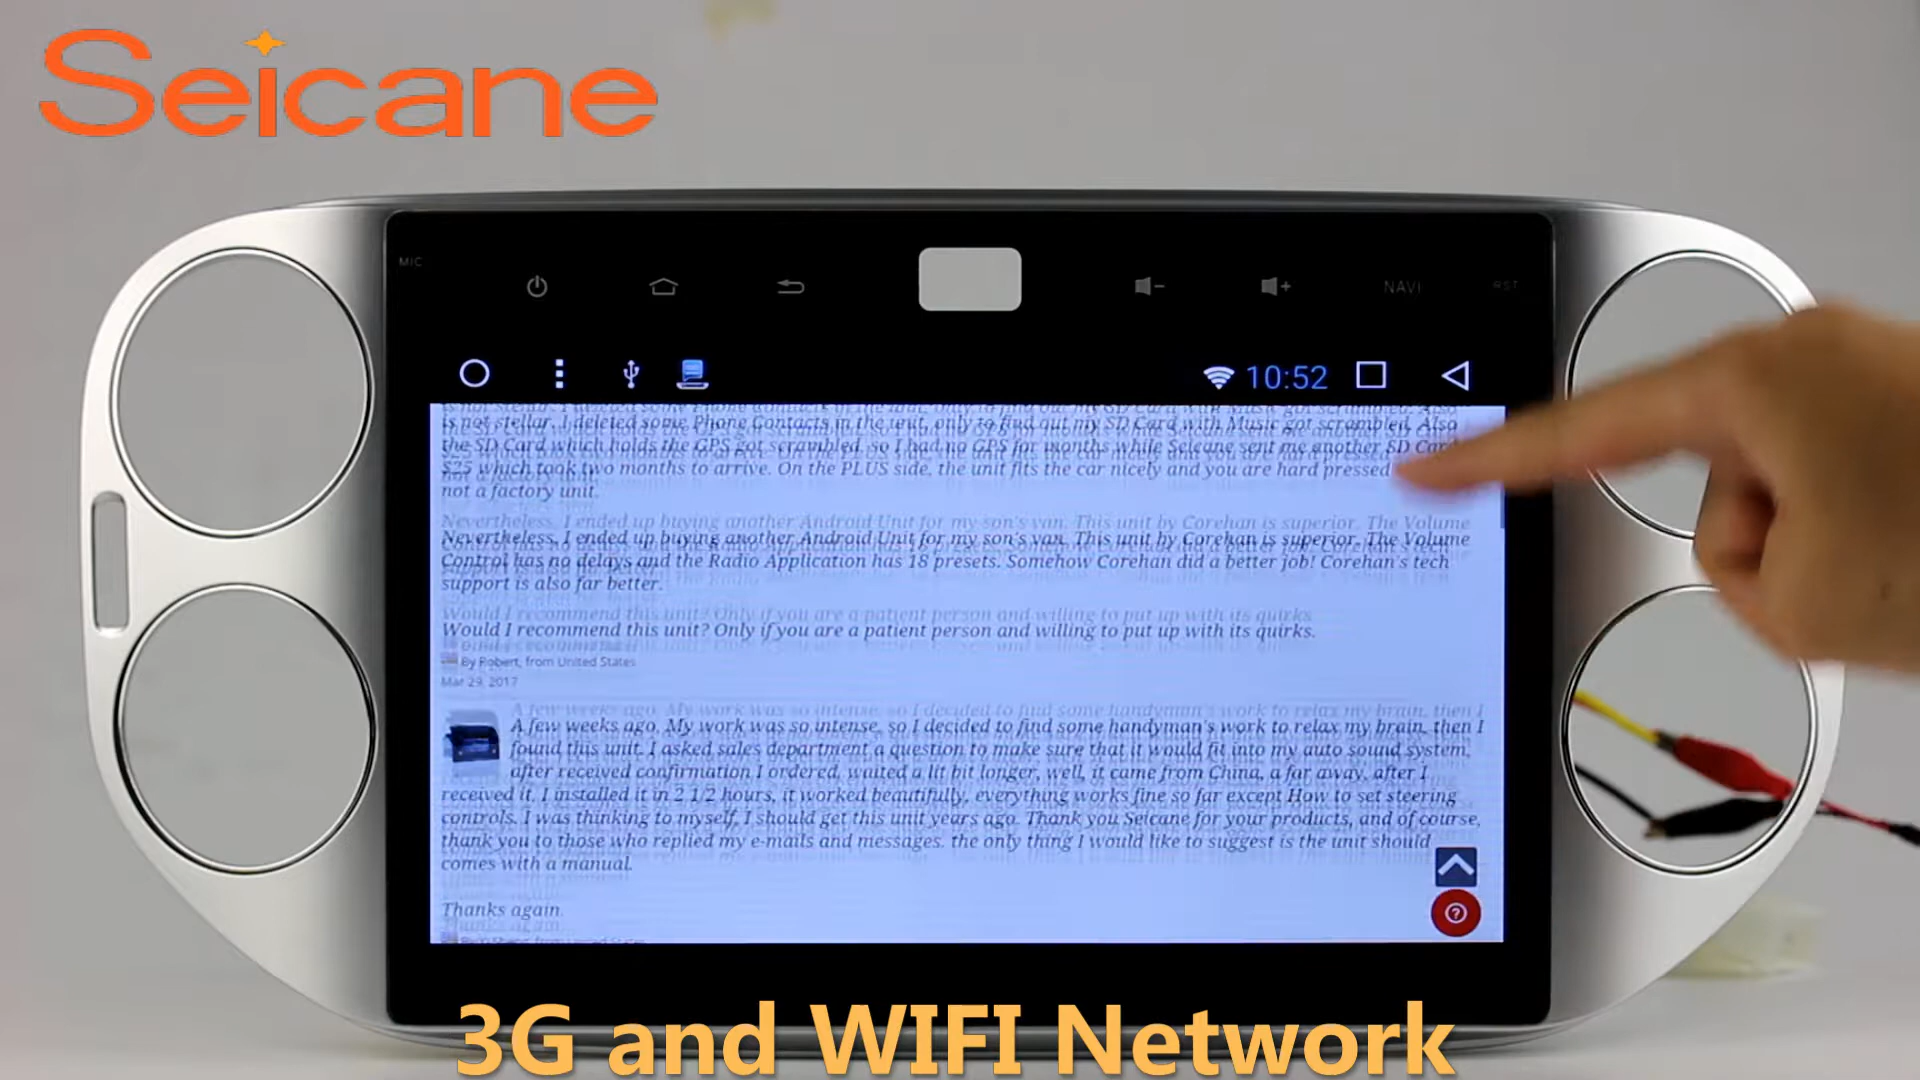 Seicane
MIC
NAVI
RST
10:52
is not stellar. I deleted some Phone Contacts in the unit, only to find out my SD Card with Music got scrambled. Also
the SD Card which holds the GPS got scrambled, so I had no GPS for months while Seicane sent me another SD Card
$25 which took two months to arrive. On the PLUS side, the unit fits the car nicely and you are hard pressed
not a factory unit.
Nevertheless, I ended up buying another Android Unit for my son's van. This unit by Corehan is superior. The Volume
Control has no delays and the Radio Application has 18 presets. Somehow Corehan did a better job! Corehan's tech
support is also far better.
Would I recommend this unit? Only if you are a patient person and willing to put up with its quirks.
By Robert, from United States
Mar 29, 2017
A few weeks ago, My work was so intense, so I decided to find some handyman's work to relax my brain, then I
found this unit. I asked sales department a question to make sure that it would fit into my auto sound system,
after received confirmation I ordered, waited a lit bit longer, well, it came from China, a far away. after I
received it, I installed it in 2 1/2 hours, it worked beautifully, everything works fine so far except How to set steering
controls. I was thinking to myself, I should get this unit years ago. Thank you Seicane for your products, and of course,
thank you to those who replied my e-mails and messages. the only thing I would like to suggest is the unit should
comes with a manual.
Thanks again.
3G and WIFI Network